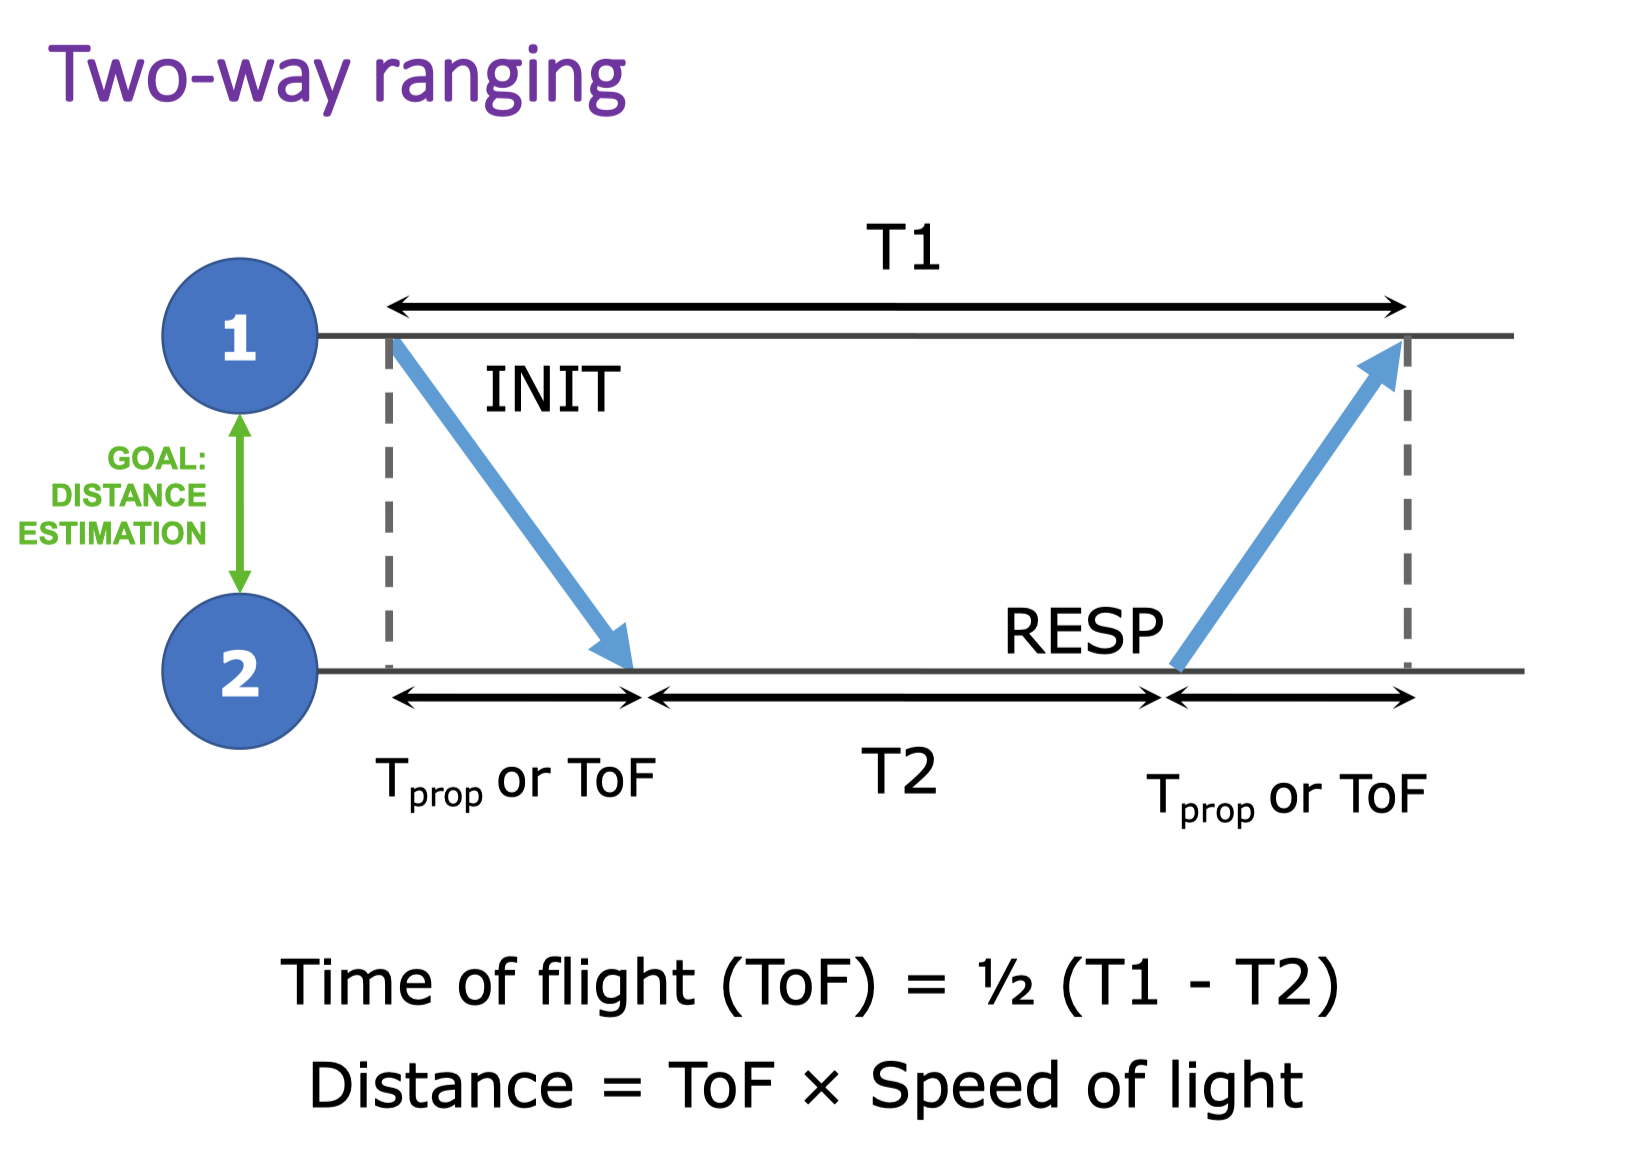 Two-way ranging
T1
1
INIT
GOAL:
DISTANCE
ESTIMATION
RESP
2
Tprop or ToF
T2
Tprop or ToF
Time of flight (ToF) = ½ (T1 - T2)
Distance = ToF × Speed of light